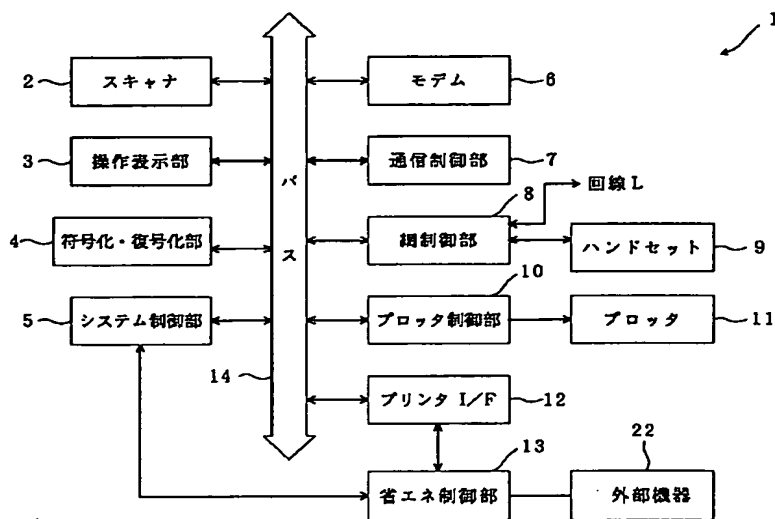 1
2 スキャナ
モデム 6
3 操作表示部
通信制御部 7
バ
ス
8
回線L
4 符号化・復号化部
網制御部
ハンドセット
9
10
5 システム制御部
プロッタ制御部
プロッタ 11
14
プリンタ I/F 12
13
22
省エネ制御部
外部機器